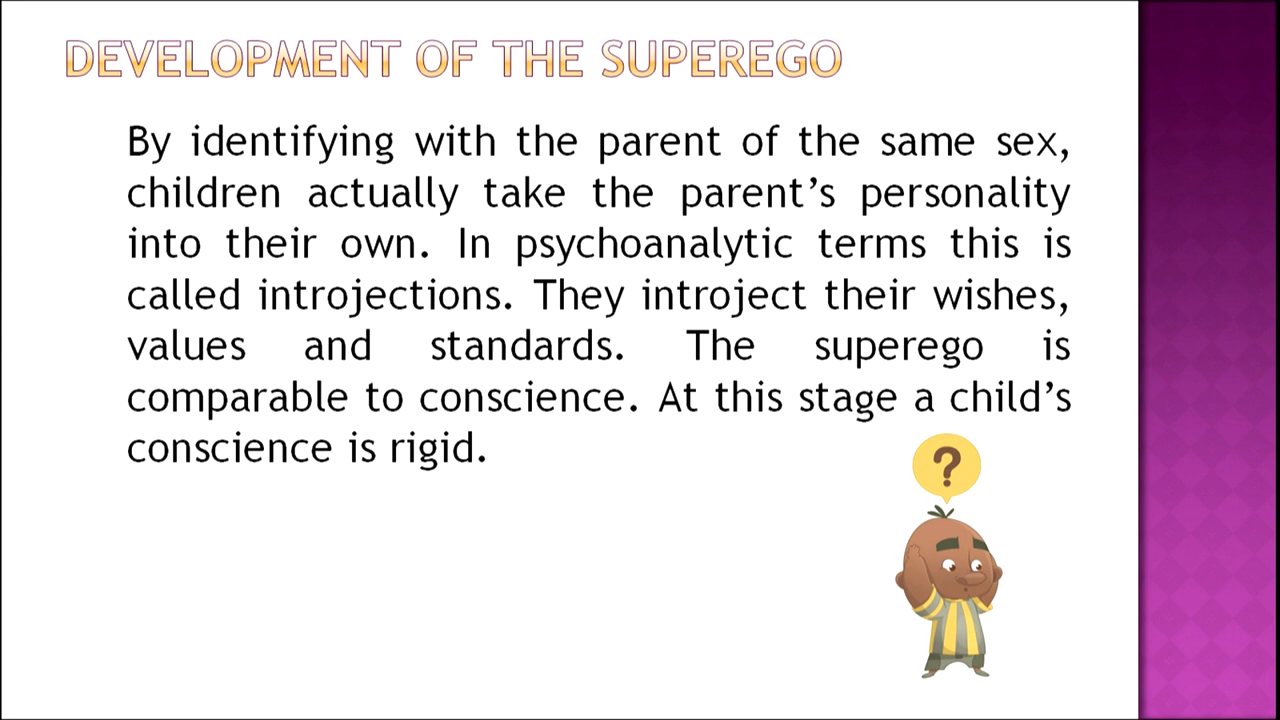 DEVELOPMENT OF THE SUPEREGO
By identifying with the parent of the same sex,
children actually take the parent’s personality
into their own. In psychoanalytic terms this is
called introjections. They introject their wishes,
values and standards. The superego is
comparable to conscience. At this stage a child’s
conscience is rigid.
?